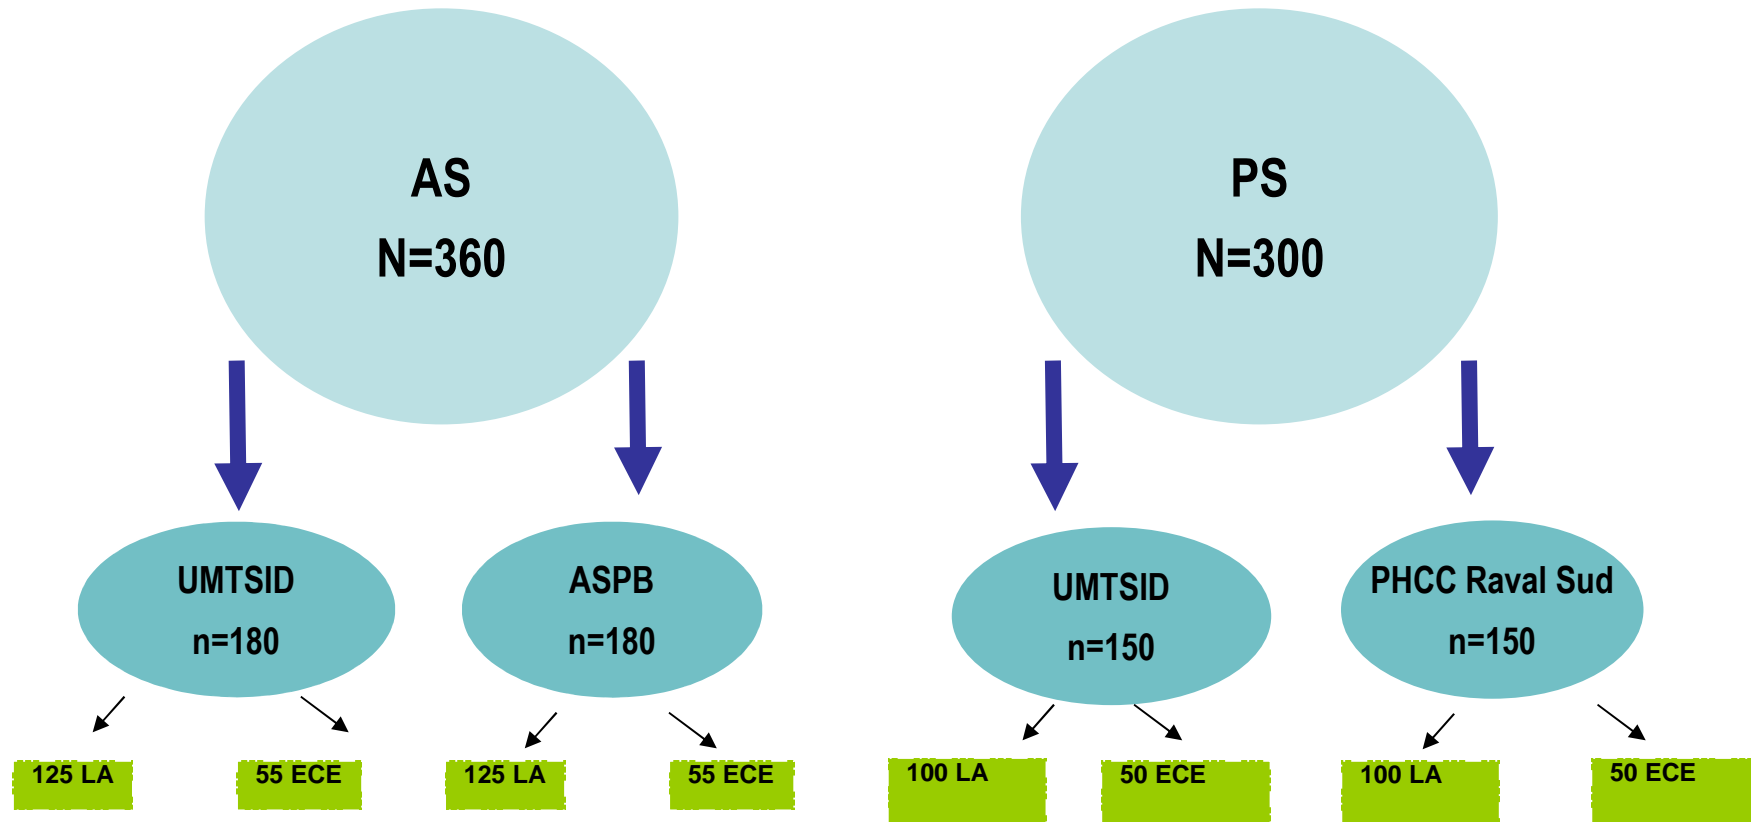 AS
N=360
PS
N=300
UMTSID
n=180
ASPB
n=180
UMTSID
n=150
PHCC Raval Sud
n=150
125 LA
55 ECE
125 LA
55 ECE
100 LA
50 ECE
100 LA
50 ECE